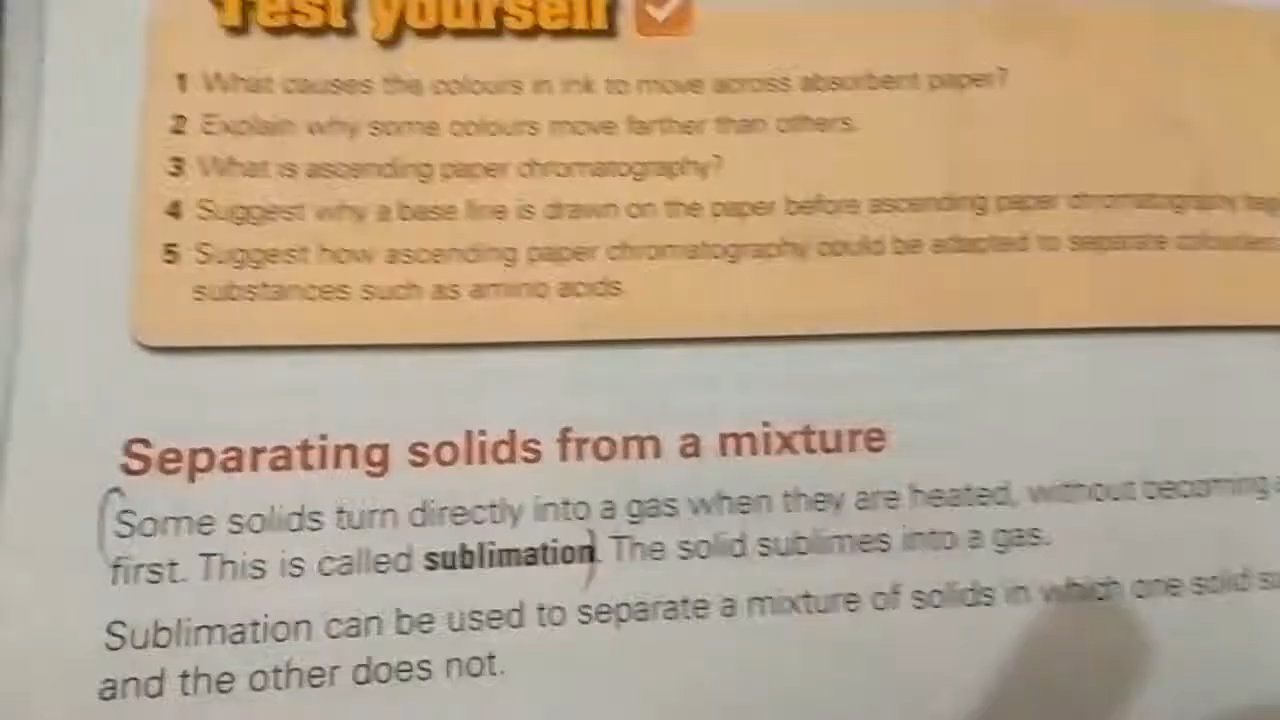 Test yourself
1 What causes the colours in ink to move across absorbent paper?
2 Explain why some colours move farther than others.
3 What is ascending paper chromatography?
4 Suggest why a base line is drawn on the paper before ascending paper chromatography
5 Suggest how ascending paper chromatography could be adapted to separate
substances such as amino acids.
Separating solids from a mixture
Some solids turn directly into a gas when they are heated, without becoming
first. This is called sublimation. The solid sublimes into a gas.
Sublimation can be used to separate a mixture of solids in which one solid
and the other does not.